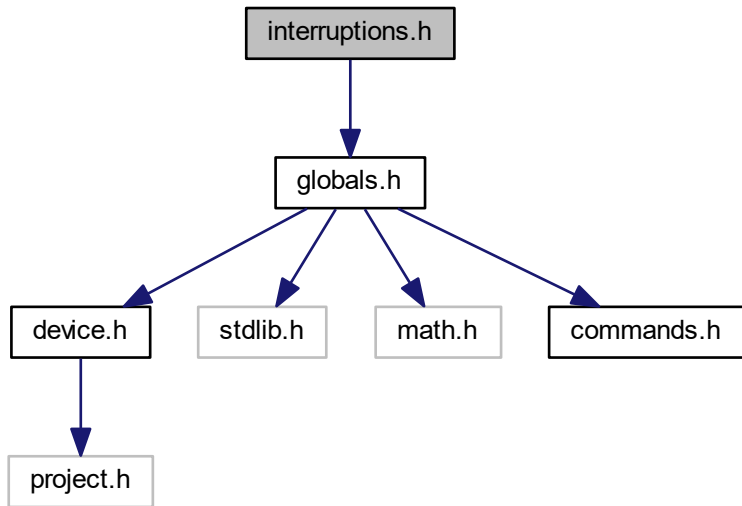 interruptions.h
globals.h
device.h
stdlib.h
math.h
commands.h
project.h